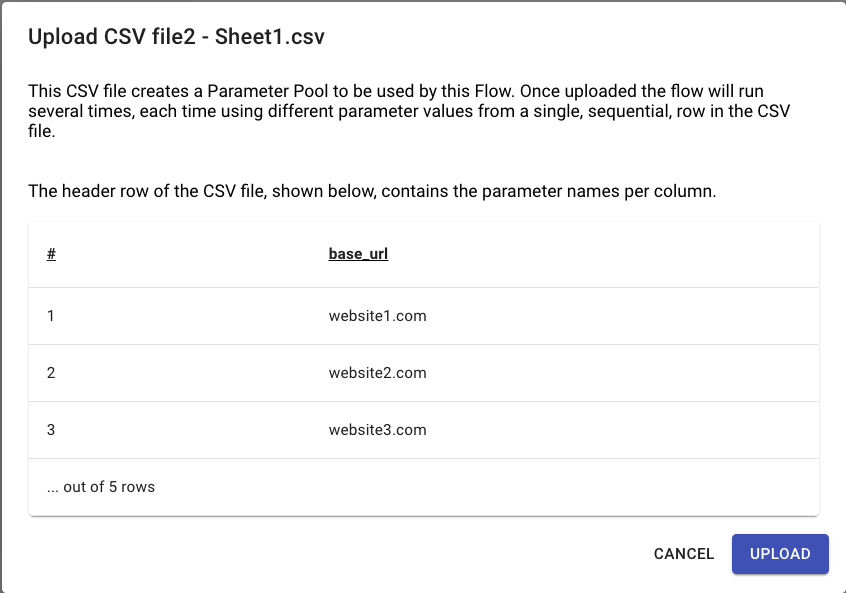 Upload CSV file2 - Sheet1.csv
This CSV file creates a Parameter Pool to be used by this Flow. Once uploaded the flow will run
several times, each time using different parameter values from a single, sequential, row in the CSV
file.
The header row of the CSV file, shown below, contains the parameter names per column.
# base_url
1 website1.com
2 website2.com
3 website3.com
... out of 5 rows
CANCEL UPLOAD